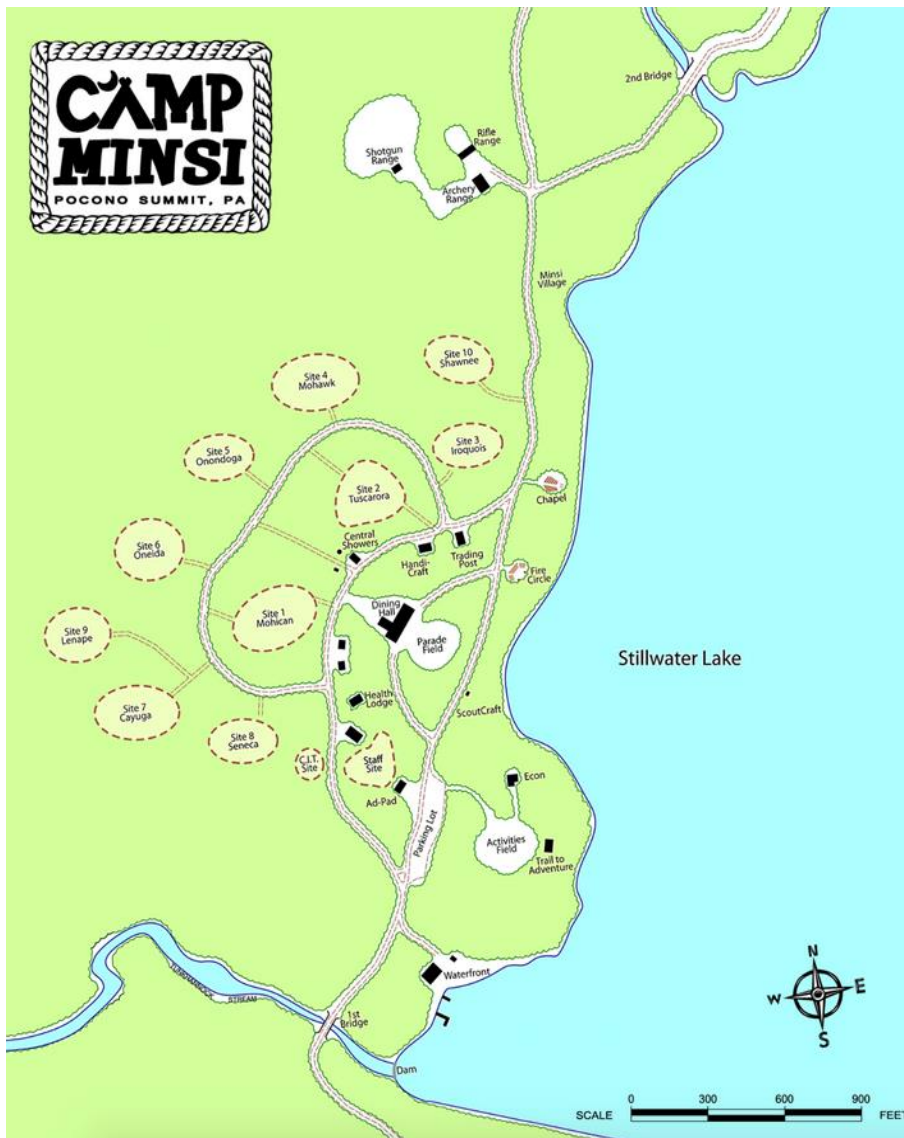 CAMP
MINSI
POCONO SUMMIT, PA
2nd Bridge
Rifle
Range
Shotgun
Range
Archery
Range
Minsi
Village
Site 10
Shawnee
Site 4
Mohawk
Site 3
Iroquois
Site 5
Onondoga
Site 2
Tuscarora
Chapel
Central
Showers
Handi-
Craft
Trading
Post
Site 6
Oneida
Fire
Circle
Dining
Hall
Site 1
Mohican
Parade
Field
Site 9
Lenape
Stillwater Lake
Health
Lodge
ScoutCraft
Site 7
Cayuga
Site 8
Seneca
C.I.T.
Site
Staff
Site
Econ
Ad-Pad
Parking Lot
Activities
Field
Trail to
Adventure
Waterfront
N
W
E
S
TUNKHANNOCK
STREAM
1st
Bridge
Dam
SCALE
0
300
600
900
FEET